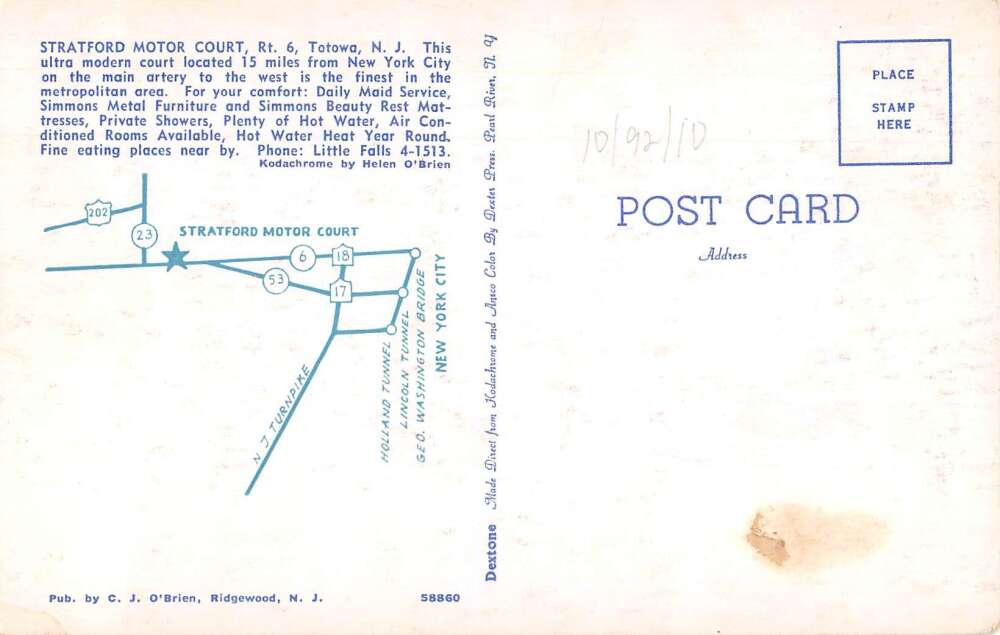 STRATFORD MOTOR COURT, Rt. 6, Totowa, N. J. This
ultra modern court located 15 miles from New York City
on the main artery to the west is the finest in the
metropolitan area. For your comfort: Daily Maid Service,
Simmons Metal Furniture and Simmons Beauty Rest Mat-
tresses, Private Showers, Plenty of Hot Water, Air Con-
ditioned Rooms Available, Hot Water Heat Year Round.
Fine eating places near by. Phone: Little Falls 4-1513.
Kodachrome by Helen O'Brien
202
23
STRATFORD MOTOR COURT
6
18
53
17
N J TURNPIKE
HOLLAND TUNNEL
LINCOLN TUNNEL
GEO. WASHINGTON BRIDGE
NEW YORK CITY
Pub. by C. J. O'Brien, Ridgewood, N. J.
58860
Dextone Made Direct from Kodachrome and Ansco Color By Dexter Press, Pearl River, N. Y.
10/92/10
PLACE
STAMP
HERE
POST CARD
Address